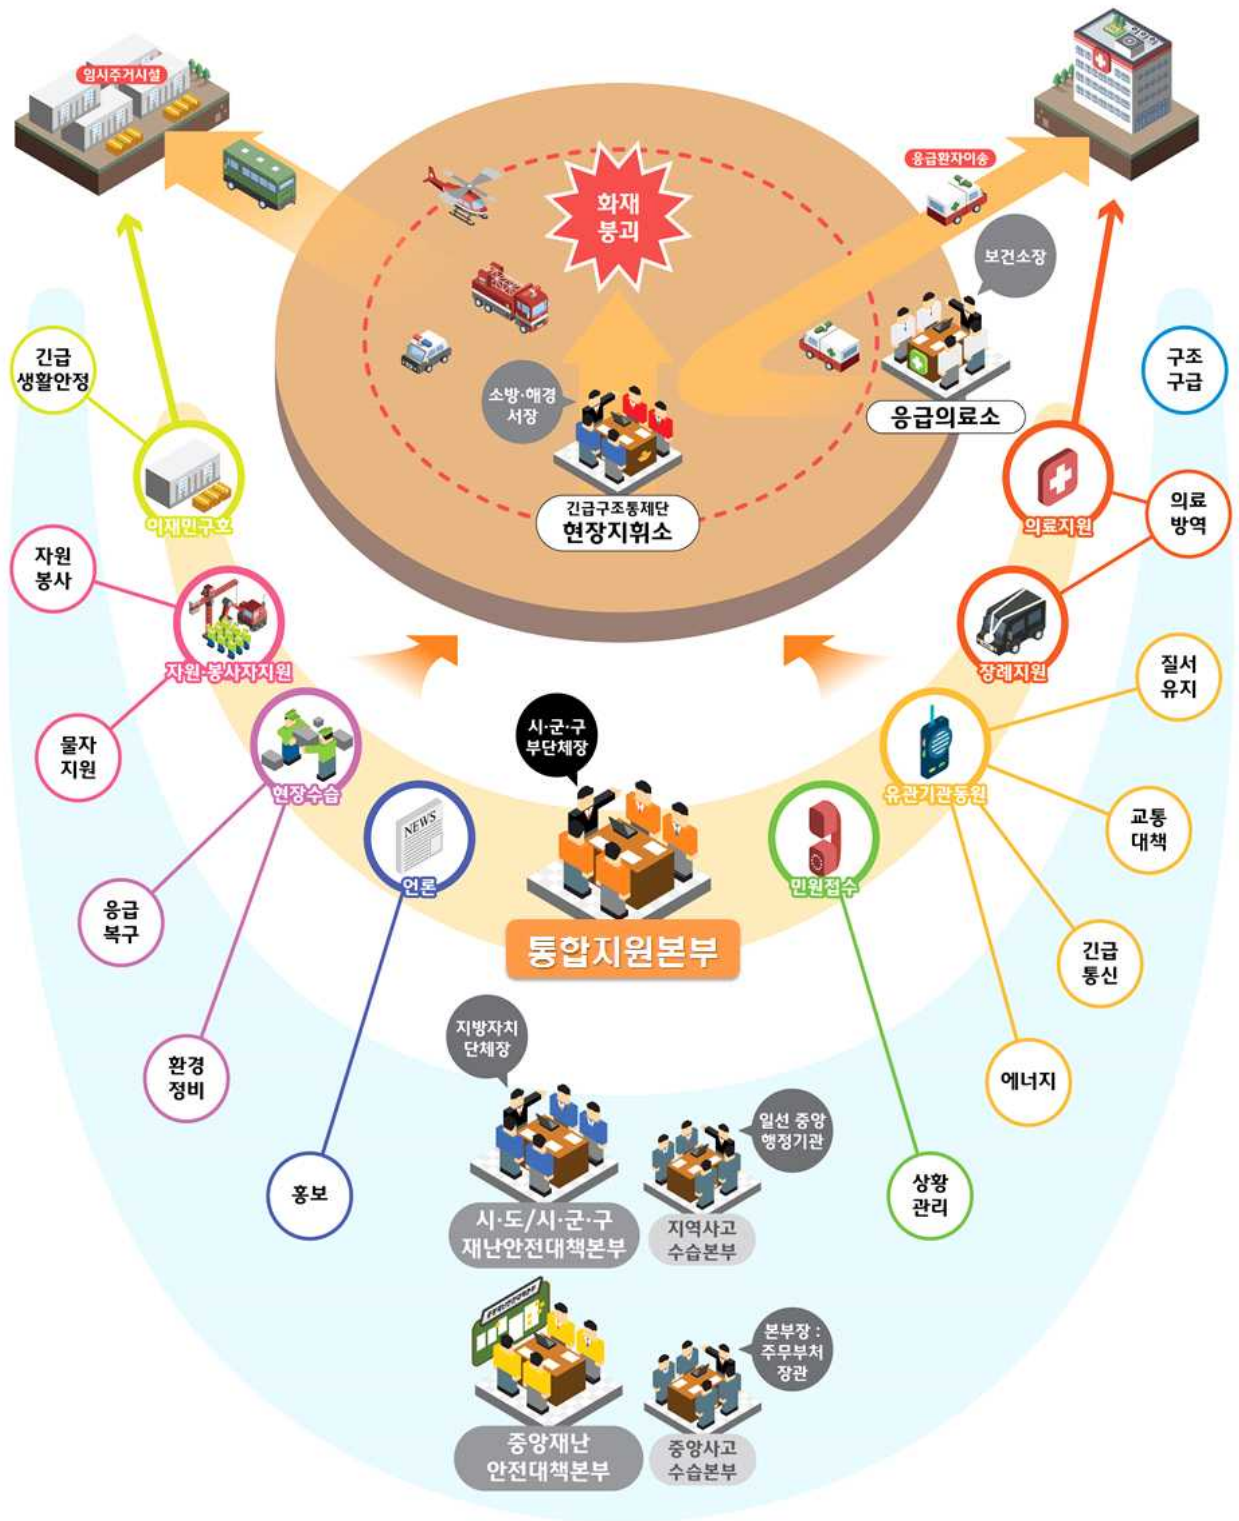 임시주거시설
응급환자이송
화재
붕괴
보건소장
소방·해경
서장
응급의료소
긴급구조통제단
현장지휘소
긴급
생활안정
이재민구호
구조
구급
의료지원
의료
방역
자원
봉사
자원·봉사자지원
장례지원
질서
유지
물자
지원
현장수습
시·군·구
부단체장
유관기관동원
NEWS
언론
민원접수
교통
대책
응급
복구
통합지원본부
긴급
통신
환경
정비
지방자치
단체장
에너지
일선 중앙
행정기관
홍보
상황
관리
시·도/시·군·구
재난안전대책본부
지역사고
수습본부
본부장 :
주무부처
장관
중앙재난
안전대책본부
중앙사고
수습본부